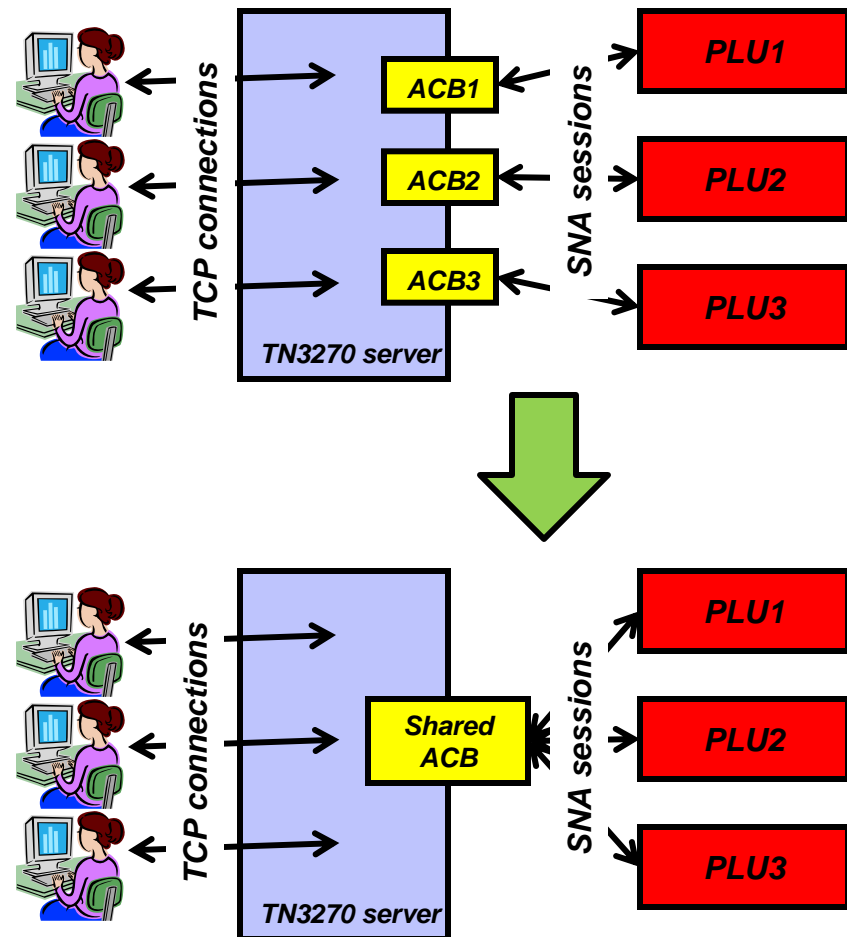 TCP connections
ACB1
ACB2
ACB3
TN3270 server
SNA sessions
PLU1
PLU2
PLU3
TCP connections
Shared
ACB
TN3270 server
SNA sessions
PLU1
PLU2
PLU3